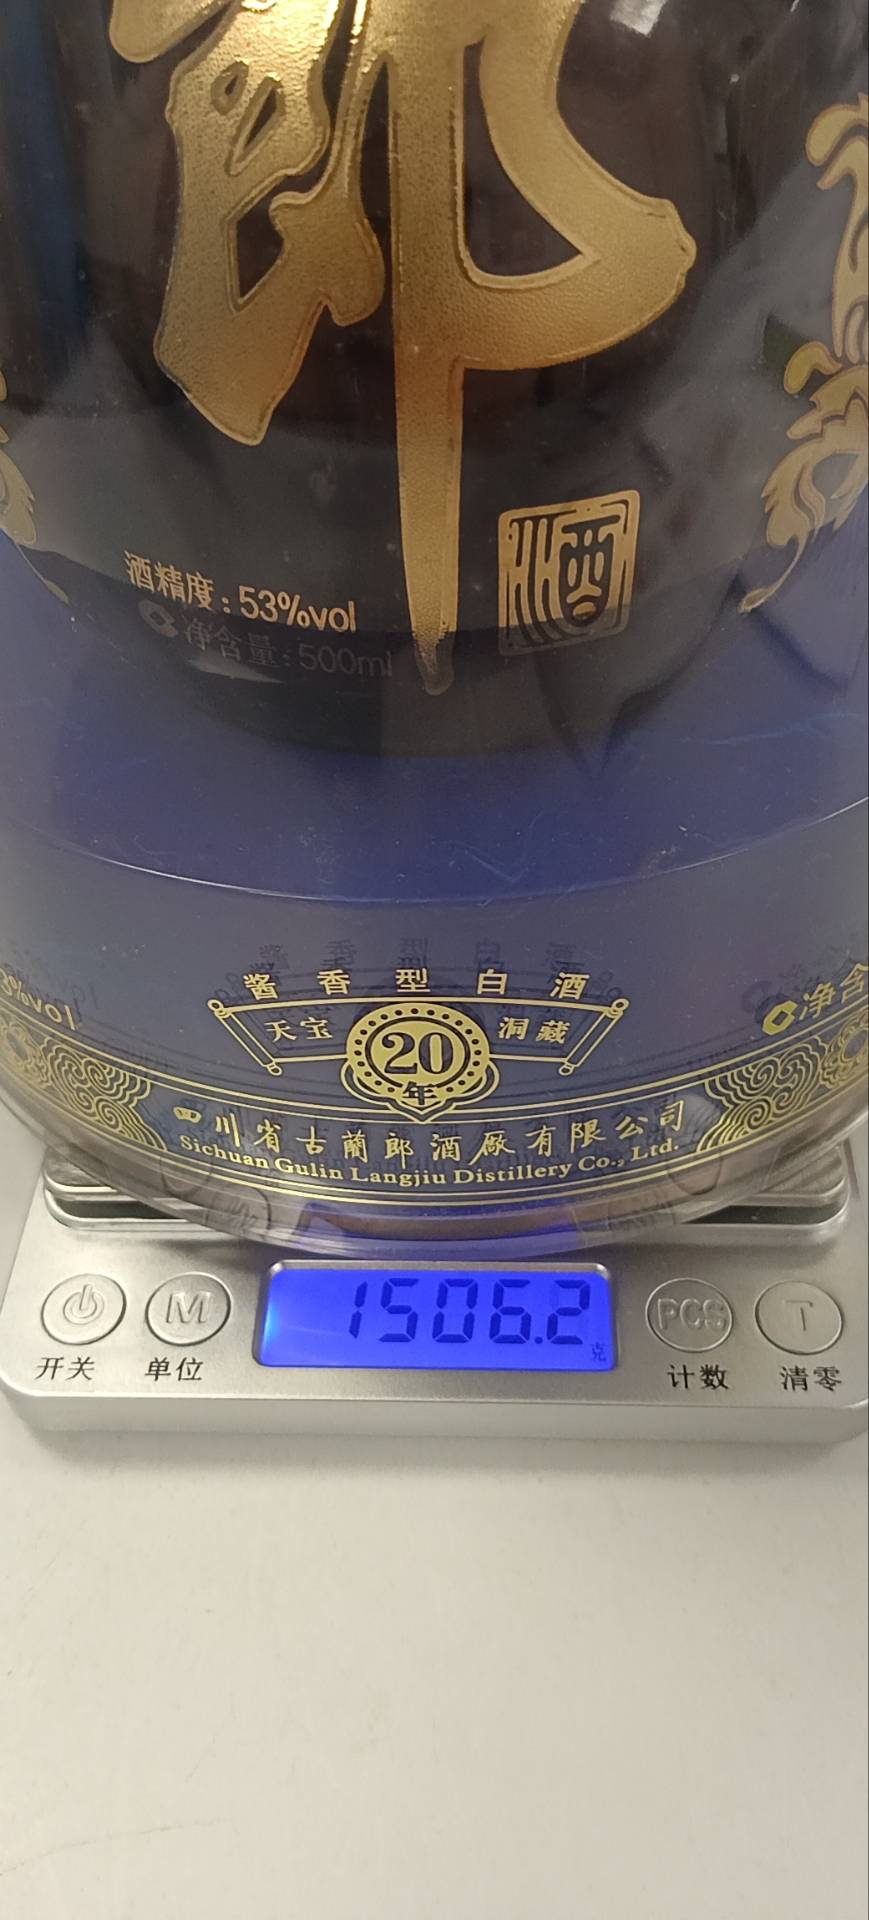 郎
酒
酒精度:53%vol
净含量:500ml
酱香型白酒
3%vol
天宝
20
年
洞藏
净含
四川省古蔺郎酒厰有限公司
Sichuan Gulin Langjiu Distillery Co., Ltd.
1506.2
克
M
PCS
T
开关
单位
计数
清零